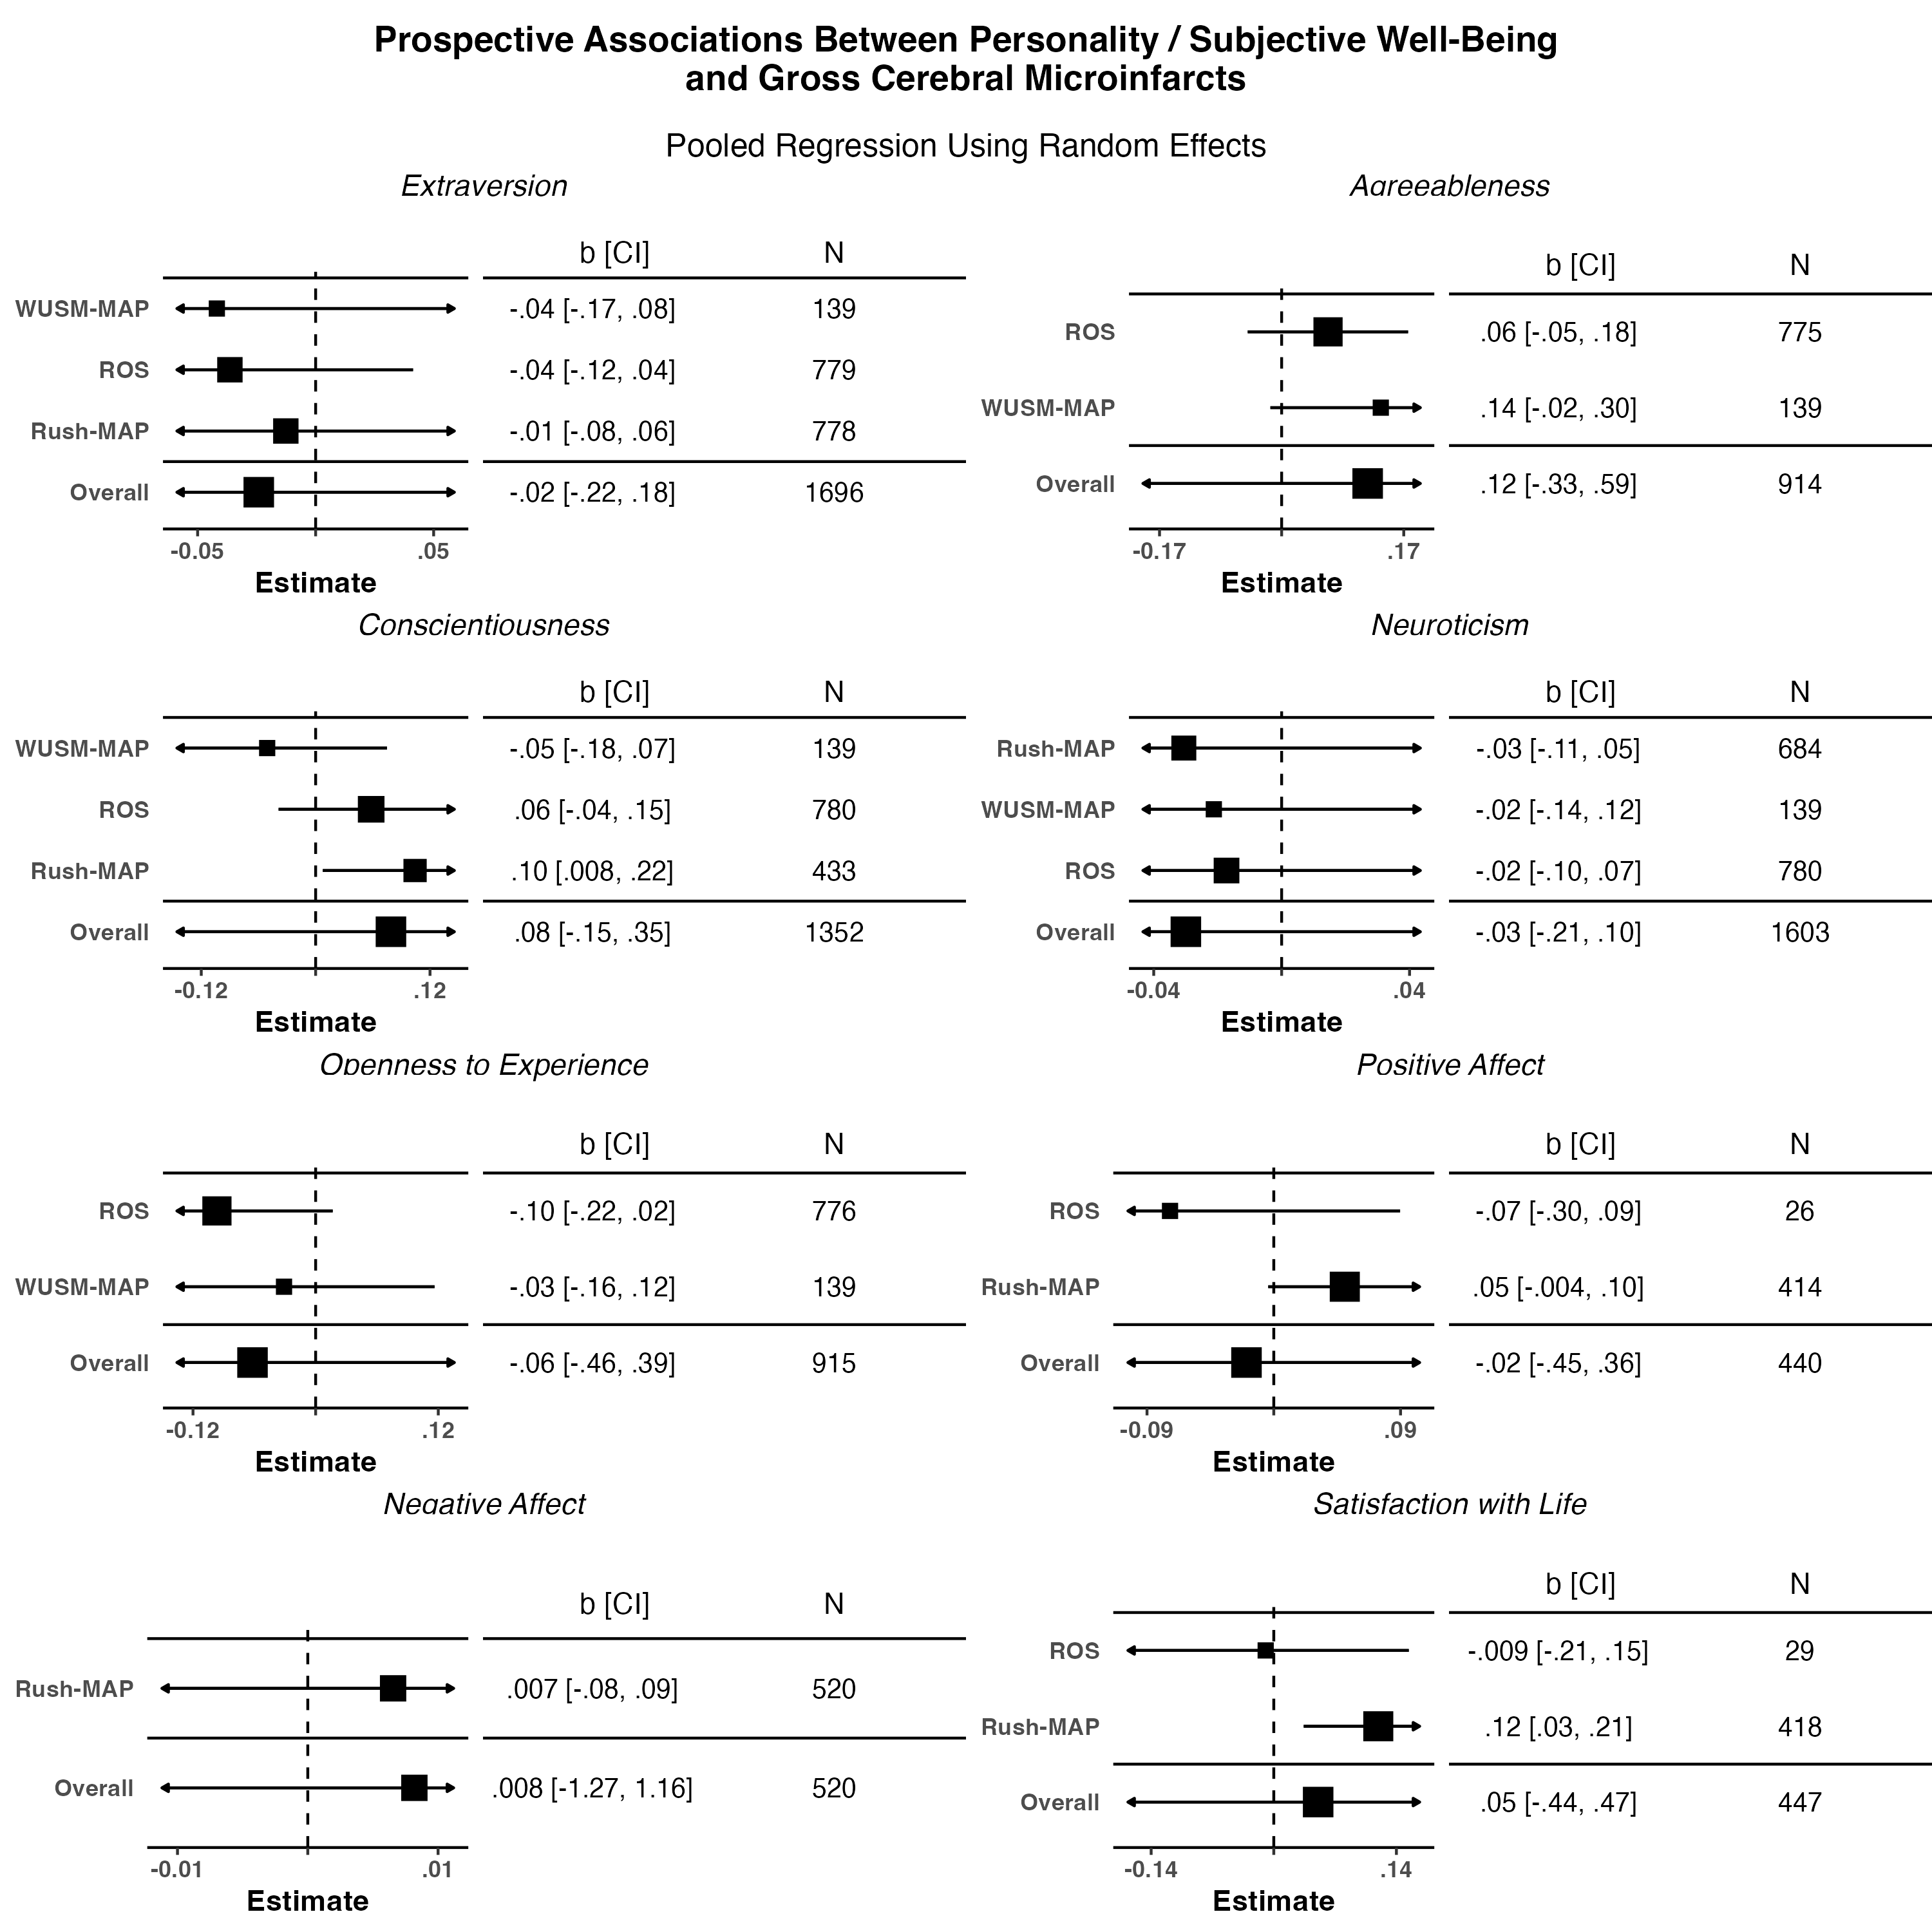 Prospective Associations Between Personality / Subjective Well-Being
and Gross Cerebral Microinfarcts
Pooled Regression Using Random Effects
Extraversion
b [CI] N
WUSM-MAP -.04 [-.17, .08] 139
ROS -.04 [-.12, .04] 779
Rush-MAP -.01 [-.08, .06] 778
Overall -.02 [-.22, .18] 1696
-0.05 .05
Estimate
Agreeableness
b [CI] N
ROS .06 [-.05, .18] 775
WUSM-MAP .14 [-.02, .30] 139
Overall .12 [-.33, .59] 914
-0.17 .17
Estimate
Conscientiousness
b [CI] N
WUSM-MAP -.05 [-.18, .07] 139
ROS .06 [-.04, .15] 780
Rush-MAP .10 [.008, .22] 433
Overall .08 [-.15, .35] 1352
-0.12 .12
Estimate
Neuroticism
b [CI] N
Rush-MAP -.03 [-.11, .05] 684
WUSM-MAP -.02 [-.14, .12] 139
ROS -.02 [-.10, .07] 780
Overall -.03 [-.21, .10] 1603
-0.04 .04
Estimate
Openness to Experience
b [CI] N
ROS -.10 [-.22, .02] 776
WUSM-MAP -.03 [-.16, .12] 139
Overall -.06 [-.46, .39] 915
-0.12 .12
Estimate
Positive Affect
b [CI] N
ROS -.07 [-.30, .09] 26
Rush-MAP .05 [-.004, .10] 414
Overall -.02 [-.45, .36] 440
-0.09 .09
Estimate
Negative Affect
b [CI] N
Rush-MAP .007 [-.08, .09] 520
Overall .008 [-1.27, 1.16] 520
-0.01 .01
Estimate
Satisfaction with Life
b [CI] N
ROS -.009 [-.21, .15] 29
Rush-MAP .12 [.03, .21] 418
Overall .05 [-.44, .47] 447
-0.14 .14
Estimate